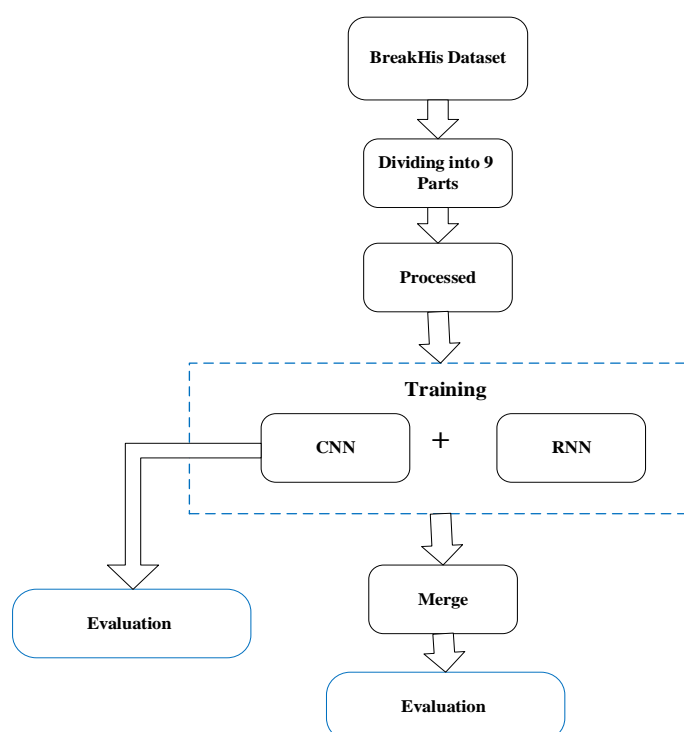 BreakHis Dataset
Dividing into 9
Parts
Processed
Training
CNN
+
RNN
Merge
Evaluation
Evaluation